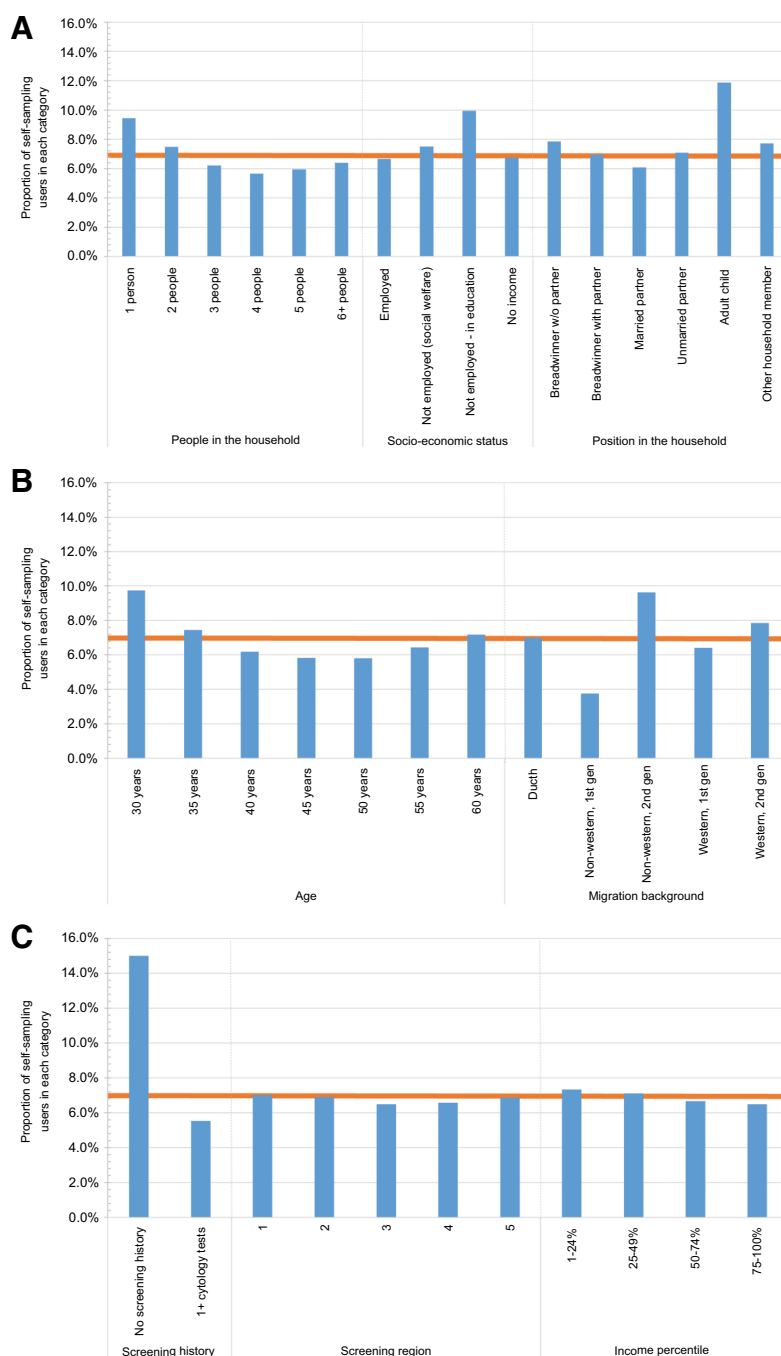 A
Proportion of self-sampling
users in each category
16.0%
14.0%
12.0%
10.0%
8.0%
6.0%
4.0%
2.0%
0.0%
1 person
2 people
3 people
4 people
5 people
6+ people
Employed
Not employed (social welfare)
Not employed - in education
No income
Breadwinner w/o partner
Breadwinner with partner
Married partner
Unmarried partner
Adult child
Other household member
People in the household
Socio-economic status
Position in the household
B
Proportion of self-sampling
users in each category
16.0%
14.0%
12.0%
10.0%
8.0%
6.0%
4.0%
2.0%
0.0%
30 years
35 years
40 years
45 years
50 years
55 years
60 years
Ducth
Non-western, 1st gen
Non-western, 2nd gen
Western, 1st gen
Western, 2nd gen
Age
Migration background
C
Proportion of self-sampling
users in each category
16.0%
14.0%
12.0%
10.0%
8.0%
6.0%
4.0%
2.0%
0.0%
No screening history
1+ cytology tests
1
2
3
4
5
1-24%
25-49%
50-74%
75-100%
Screening history
Screening region
Income percentile